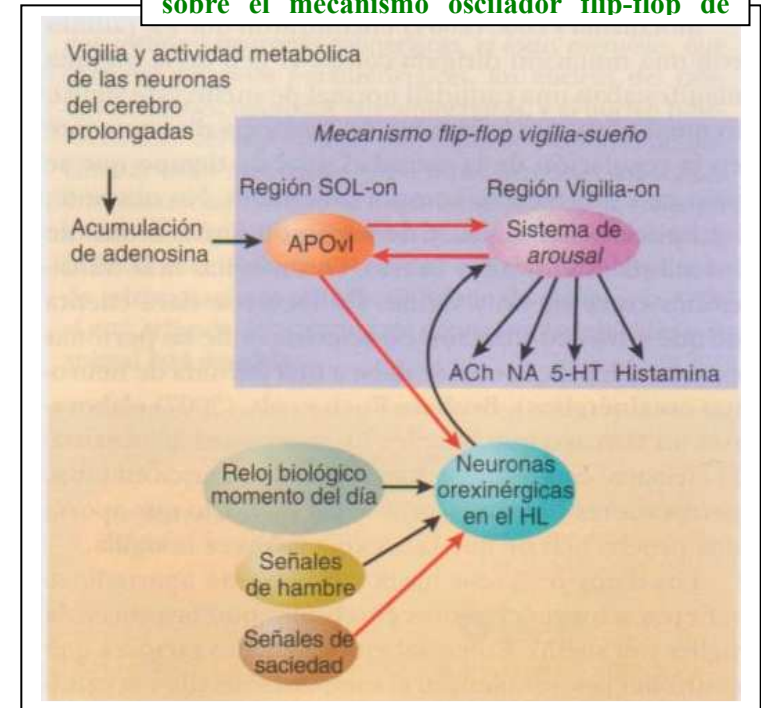 sobre el mecanismo oscilador flip-flop de
Vigilia y actividad metabólica
de las neuronas
del cerebro
prolongadas
Mecanismo flip-flop vigilia-sueño
Región SOL-on
Región Vigilia-on
Acumulación
de adenosina
APOvl
Sistema de
arousal
ACh NA 5-HT Histamina
Reloj biológico
momento del día
Neuronas
orexinérgicas
en el HL
Señales
de hambre
Señales de
saciedad